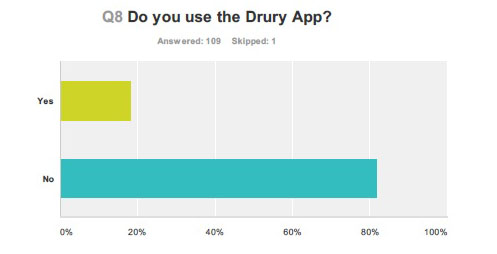 Q8 Do you use the Drury App?
Answered: 109 Skipped: 1
Yes
No
0% 20% 40% 60% 80% 100%